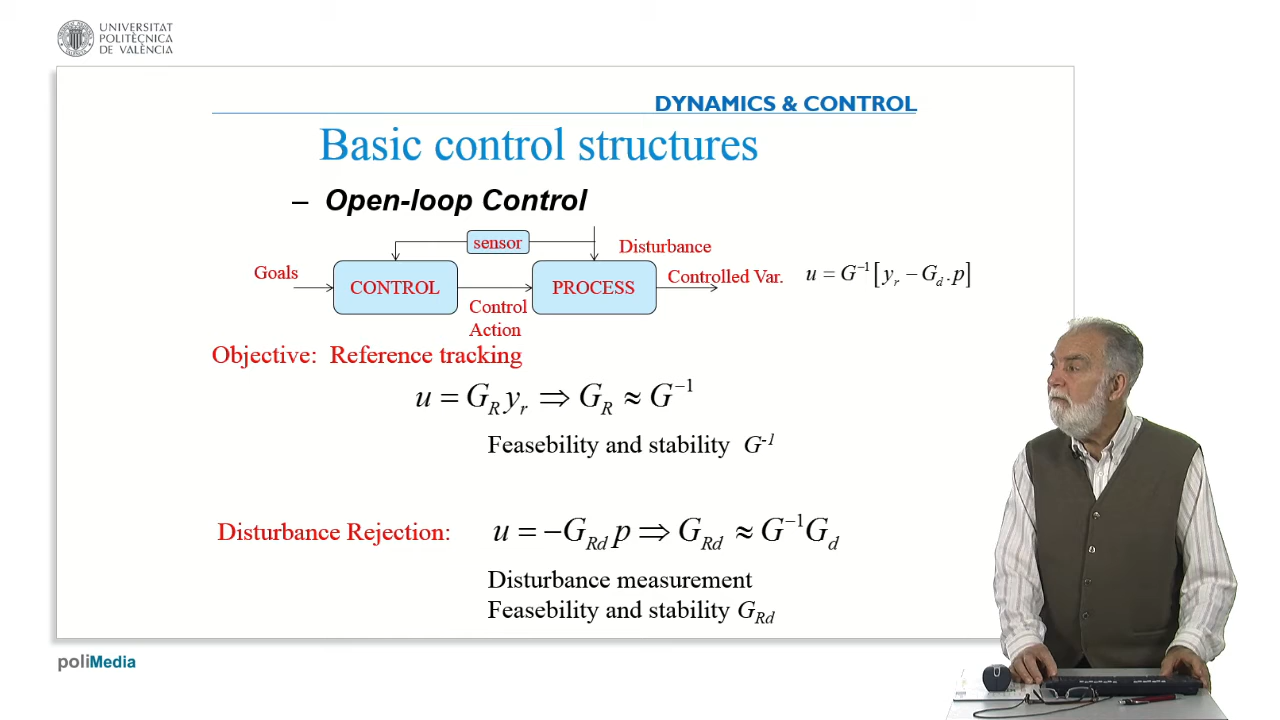 UNIVERSITAT
POLITÈCNICA
DE VALÈNCIA
DYNAMICS & CONTROL
Basic control structures
– Open-loop Control
sensor
Disturbance
Goals
CONTROL
PROCESS
Controlled Var.
u = G⁻¹[y_r − G_d.p]
Control
Action
Objective: Reference tracking
u = G_R y_r ⇒ G_R ≈ G⁻¹
Feasebility and stability G⁻¹
Disturbance Rejection:
u = −G_Rd p ⇒ G_Rd ≈ G⁻¹G_d
Disturbance measurement
Feasebility and stability G_Rd
poliMedia